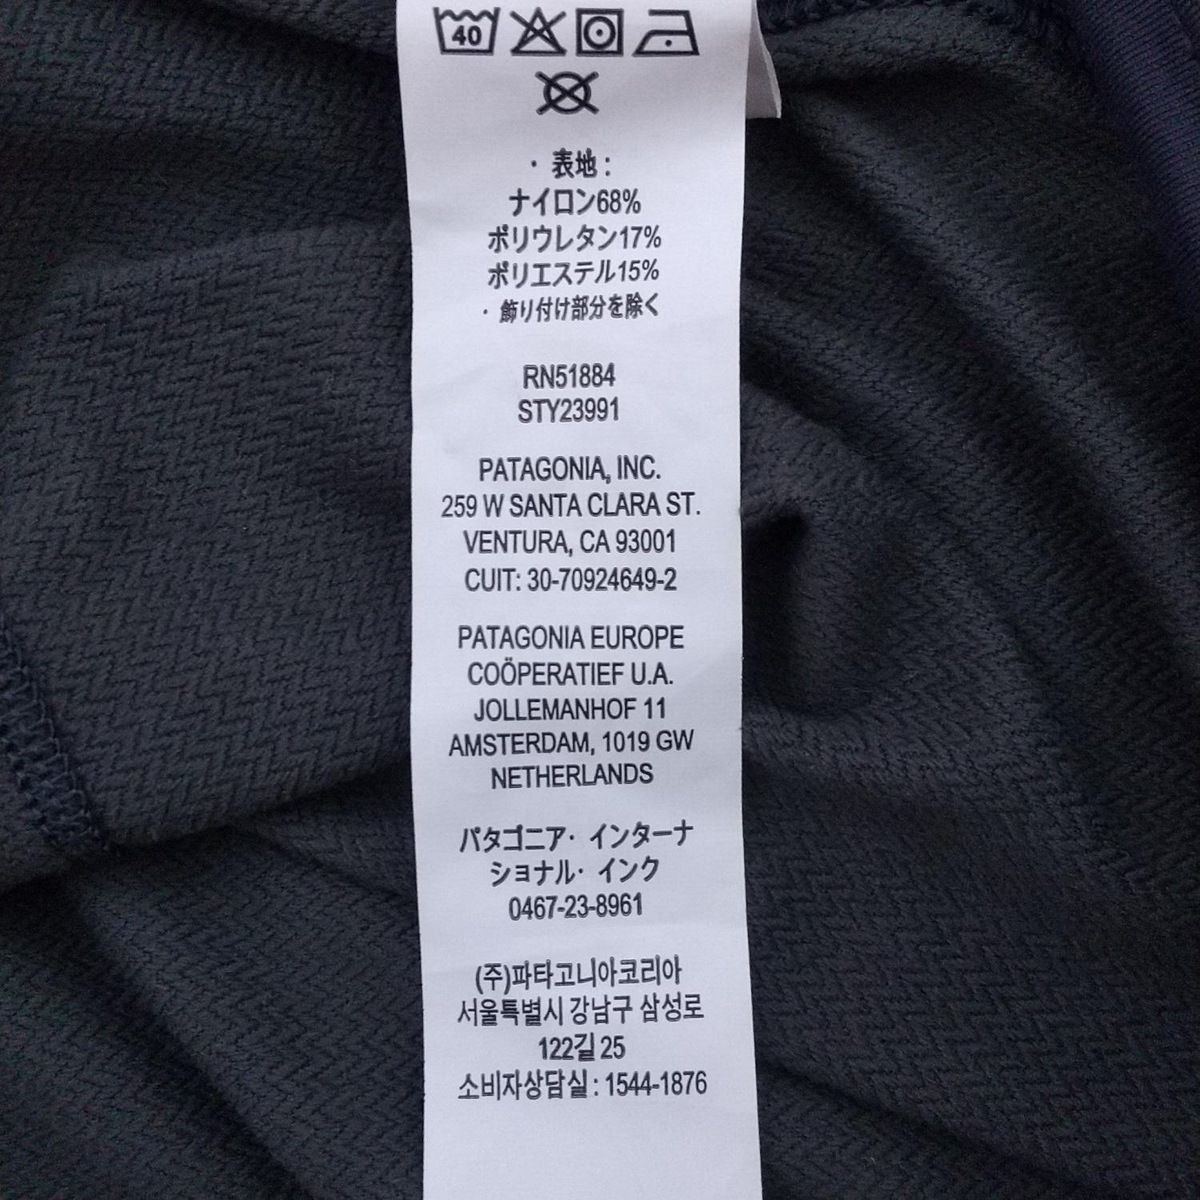 40
・表地：
ナイロン68%
ポリウレタン17%
ポリエステル15%
・飾り付け部分を除く
RN51884
STY23991
PATAGONIA, INC.
259 W SANTA CLARA ST.
VENTURA, CA 93001
CUIT: 30-70924649-2
PATAGONIA EUROPE
COÖPERATIEF U.A.
JOLLEMANHOF 11
AMSTERDAM, 1019 GW
NETHERLANDS
パタゴニア・インターナ
ショナル・インク
0467-23-8961
(주)파타고니아코리아
서울특별시 강남구 삼성로
122길 25
소비자상담실 : 1544-1876